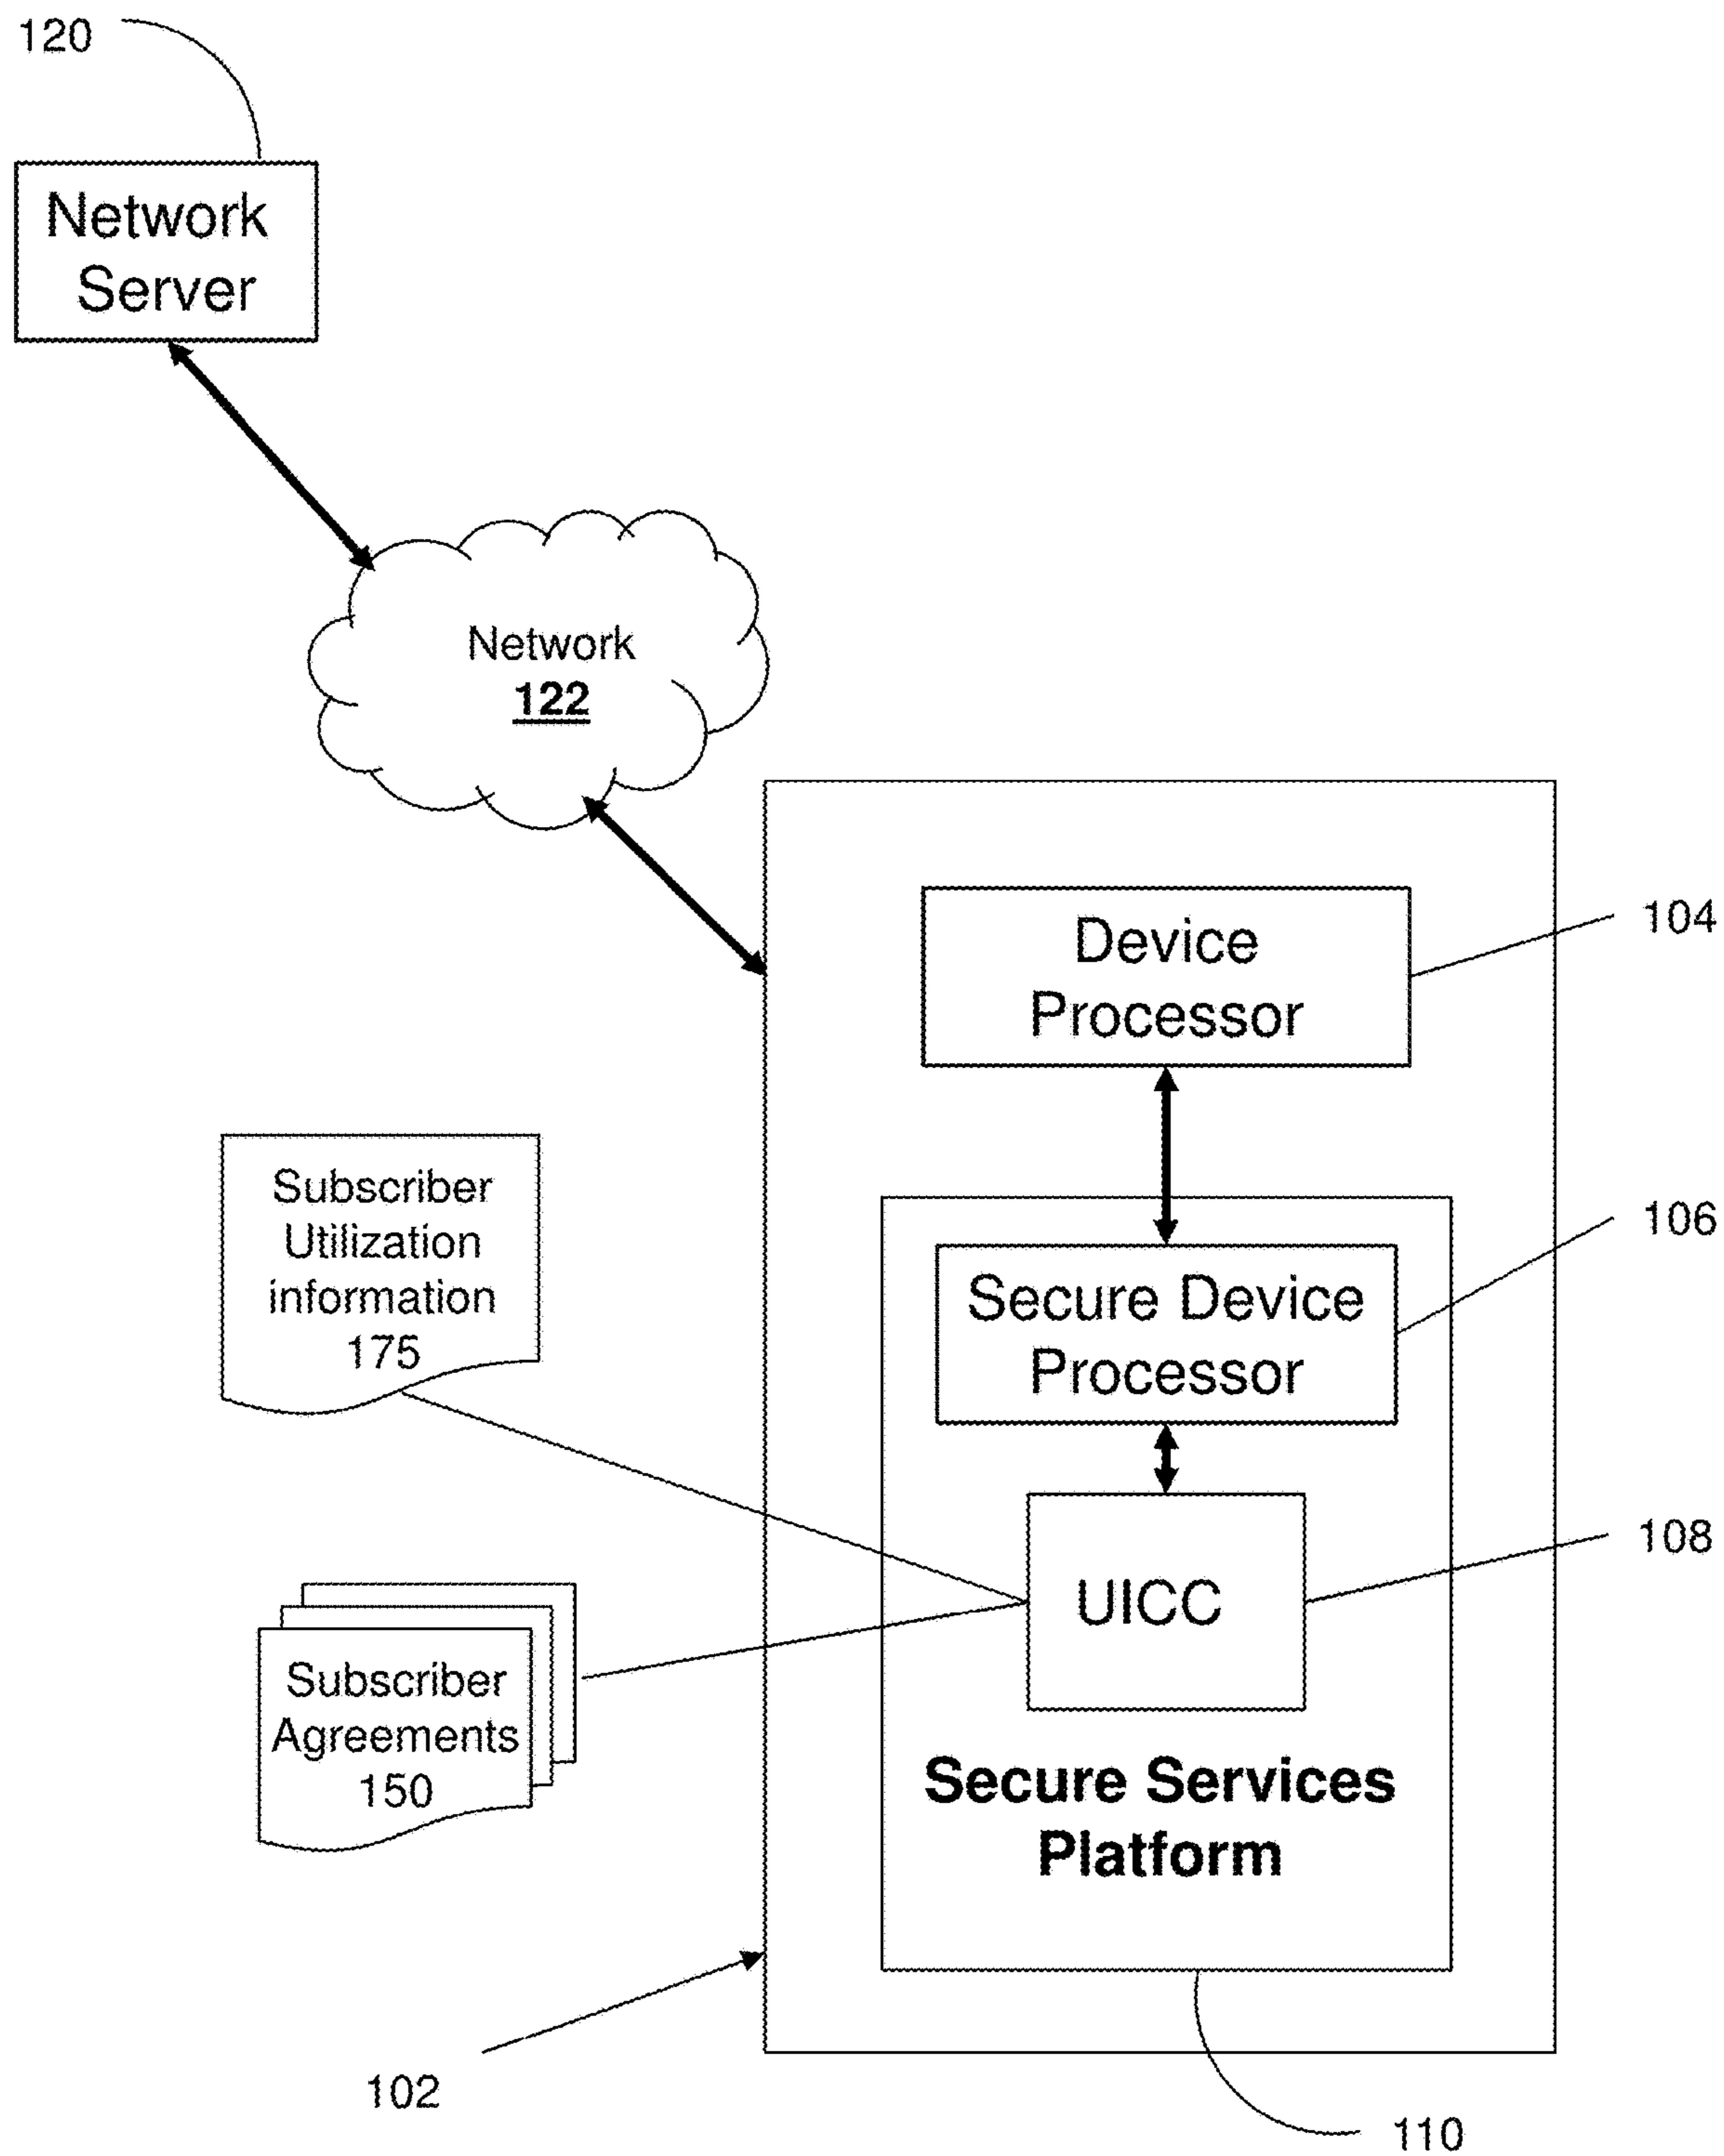 120
Network
Server
Network
122
Device
Processor
104
Subscriber
Utilization
information
175
Secure Device
Processor
106
UICC
108
Subscriber
Agreements
150
Secure Services
Platform
102
110